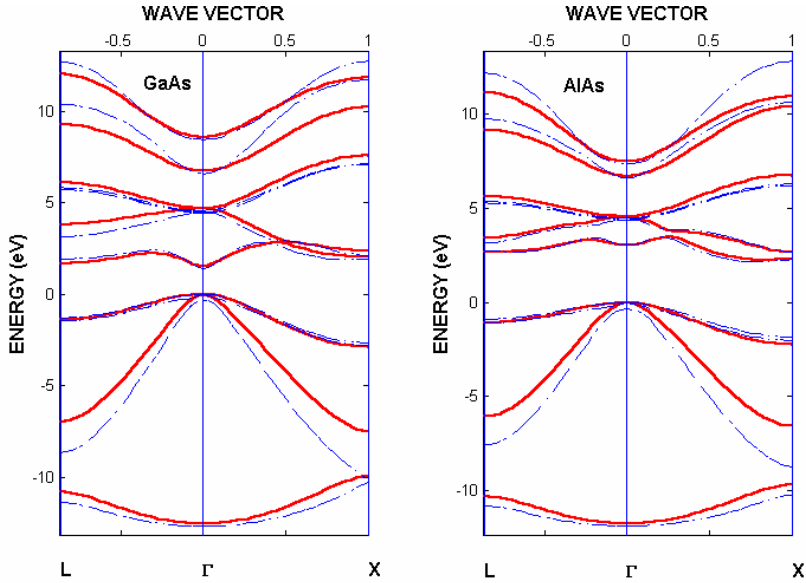 WAVE VECTOR
-0.5 0 0.5 1
GaAs
10
5
0
-5
-10
ENERGY (eV)
L Γ X
WAVE VECTOR
-0.5 0 0.5 1
AlAs
10
5
0
-5
-10
ENERGY (eV)
L Γ X